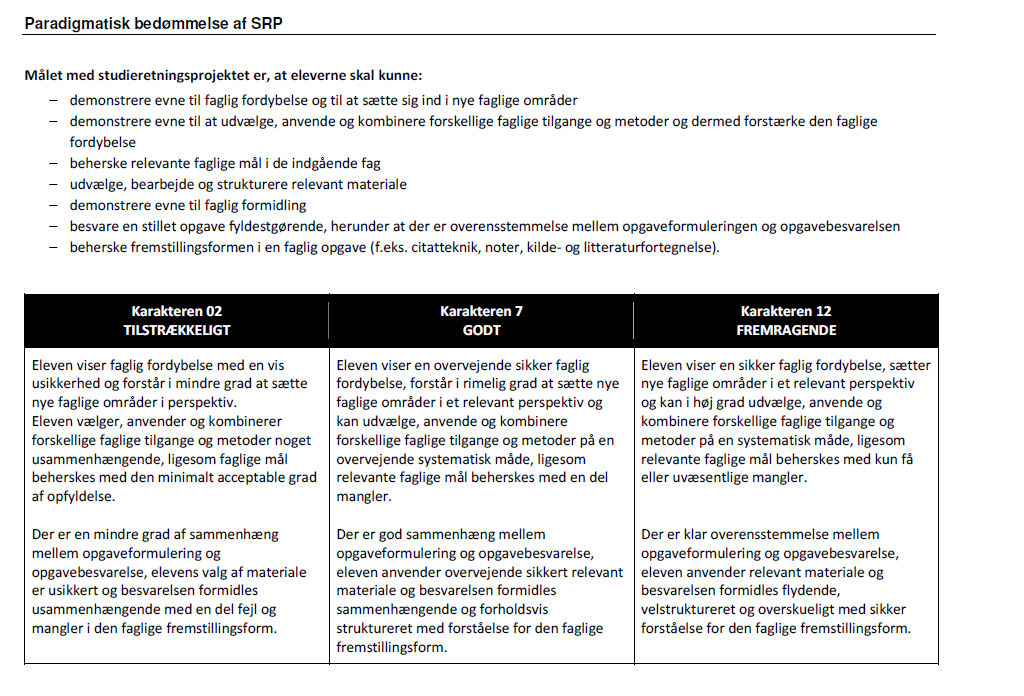 Paradigmatisk bedømmelse af SRP
Målet med studieretningsprojektet er, at eleverne skal kunne:
– demonstrere evne til faglig fordybelse og til at sætte sig ind i nye faglige områder
– demonstrere evne til at udvælge, anvende og kombinere forskellige faglige tilgange og metoder og dermed forstærke den faglige
fordybelse
– beherske relevante faglige mål i de indgående fag
– udvælge, bearbejde og strukturere relevant materiale
– demonstrere evne til faglig formidling
– besvare en stillet opgave fyldestgørende, herunder at der er overensstemmelse mellem opgaveformuleringen og opgavebesvarelsen
– beherske fremstillingsformen i en faglig opgave (f.eks. citatteknik, noter, kilde- og litteraturfortegnelse).
Karakteren 02
TILSTRÆKKELIGT
Karakteren 7
GODT
Karakteren 12
FREMRAGENDE
Eleven viser faglig fordybelse med en vis
usikkerhed og forstår i mindre grad at sætte
nye faglige områder i perspektiv.
Eleven vælger, anvender og kombinerer
forskellige faglige tilgange og metoder noget
usammenhængende, ligesom faglige mål
beherskes med den minimalt acceptable grad
af opfyldelse.
Eleven viser en overvejende sikker faglig
fordybelse, forstår i rimelig grad at sætte nye
faglige områder i et relevant perspektiv og
kan udvælge, anvende og kombinere
forskellige faglige tilgange og metoder på en
overvejende systematisk måde, ligesom
relevante faglige mål beherskes med en del
mangler.
Eleven viser en sikker faglig fordybelse, sætter
nye faglige områder i et relevant perspektiv
og kan i høj grad udvælge, anvende og
kombinere forskellige faglige tilgange og
metoder på en systematisk måde, ligesom
relevante faglige mål beherskes med kun få
eller uvæsentlige mangler.
Der er en mindre grad af sammenhæng
mellem opgaveformulering og
opgavebesvarelse, elevens valg af materiale
er usikkert og besvarelsen formidles
usammenhængende med en del fejl og
mangler i den faglige fremstillingsform.
Der er god sammenhæng mellem
opgaveformulering og opgavebesvarelse,
eleven anvender overvejende sikkert relevant
materiale og besvarelsen formidles
sammenhængende og forholdsvis
struktureret med forståelse for den faglige
fremstillingsform.
Der er klar overensstemmelse mellem
opgaveformulering og opgavebesvarelse,
eleven anvender relevant materiale og
besvarelsen formidles flydende,
velstruktureret og overskueligt med sikker
forståelse for den faglige fremstillingsform.